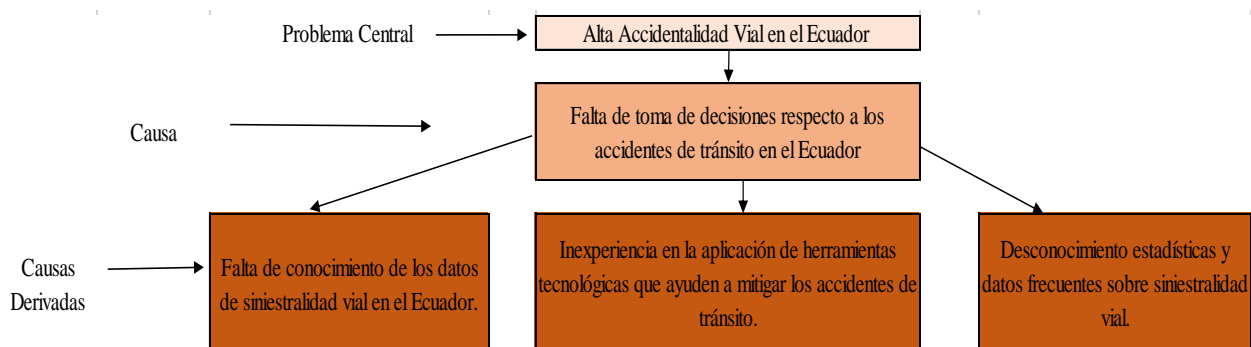 Problema Central
Alta Accidentalidad Vial en el Ecuador
Causa
Falta de toma de decisiones respecto a los
accidentes de tránsito en el Ecuador
Causas
Derivadas
Falta de conocimiento de los datos
de siniestralidad vial en el Ecuador.
Inexperiencia en la aplicación de herramientas
tecnológicas que ayuden a mitigar los accidentes de
tránsito.
Desconocimiento estadísticas y
datos frecuentes sobre siniestralidad
vial.